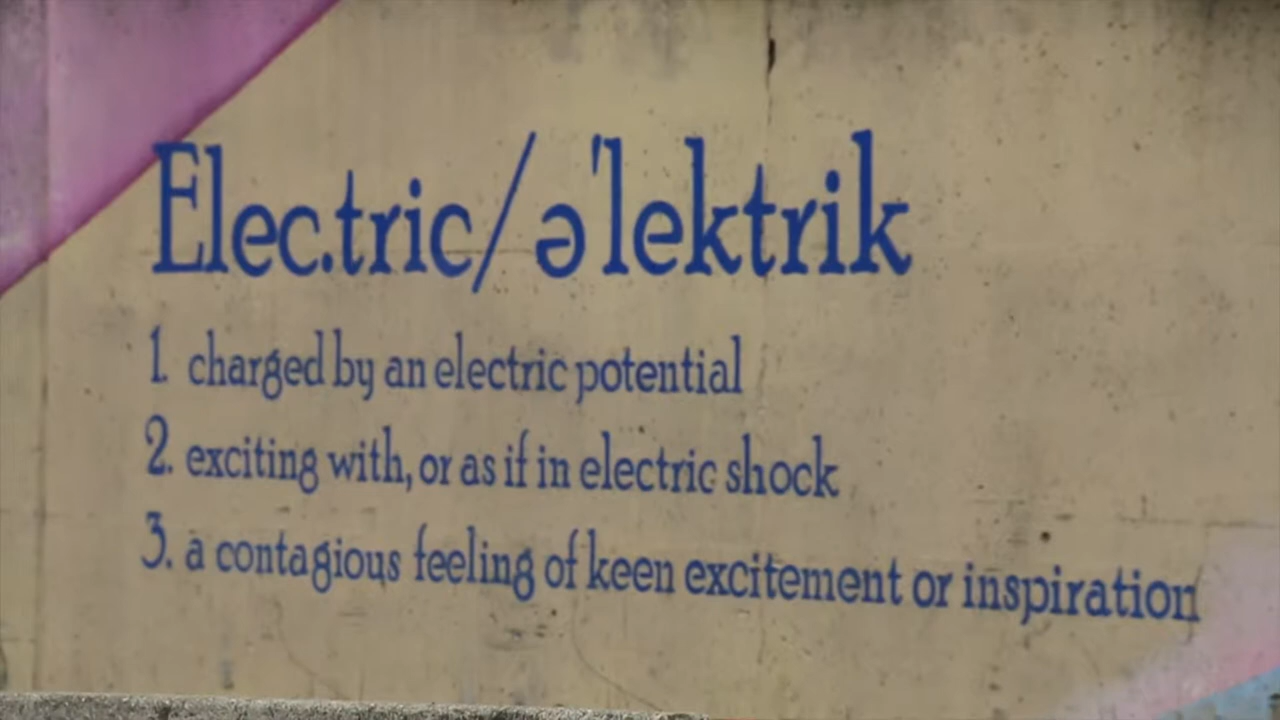 Elec.tric/ə'lektrik
1. charged by an electric potential
2. exciting with, or as if in electric shock
3. a contagious feeling of keen excitement or inspiration